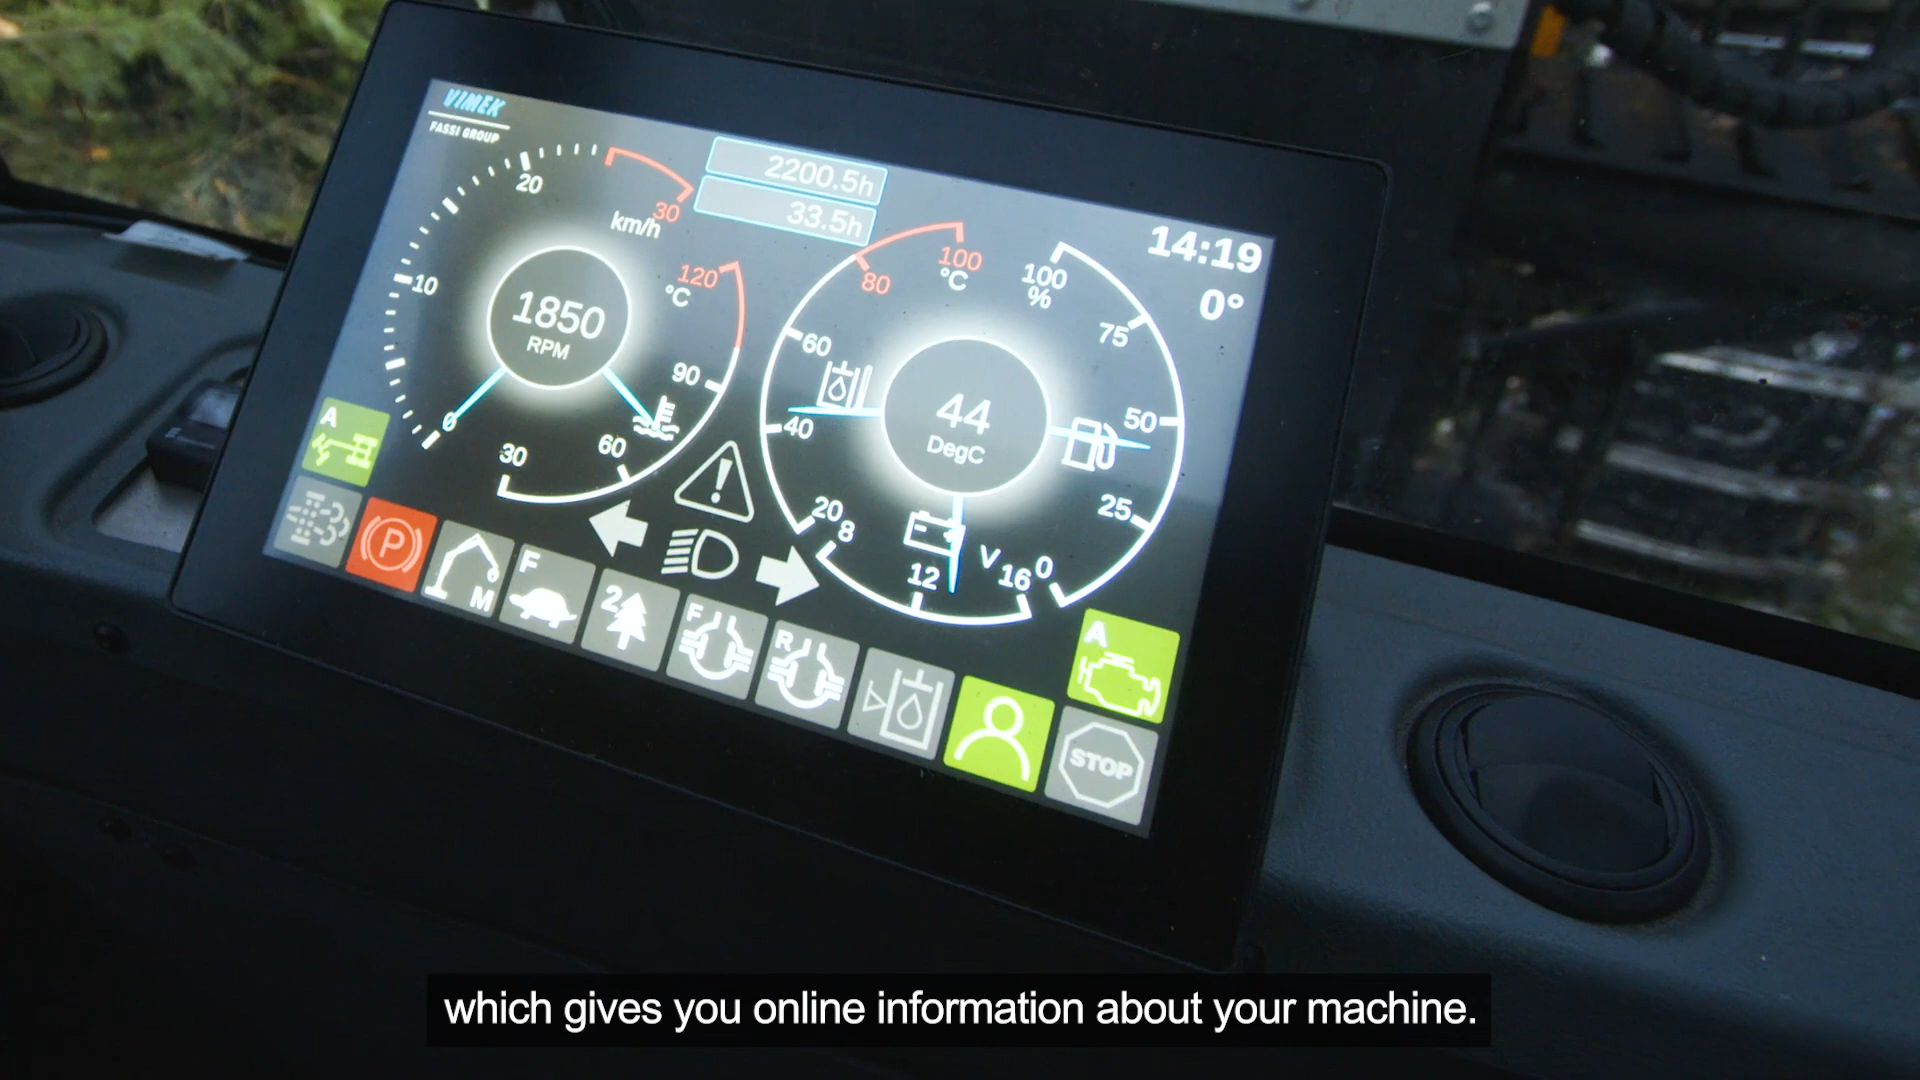 VIMEK
FASSI GROUP
2200.5h
33.5h
14:19
0°
20
10
0
30
km/h
1850
RPM
120
°C
90
60
30
100
°C
80
60
40
20
44
DegC
100
%
75
50
25
0
8
12
16
V
A
P
M
F
2
F
R
A
STOP
which gives you online information about your machine.